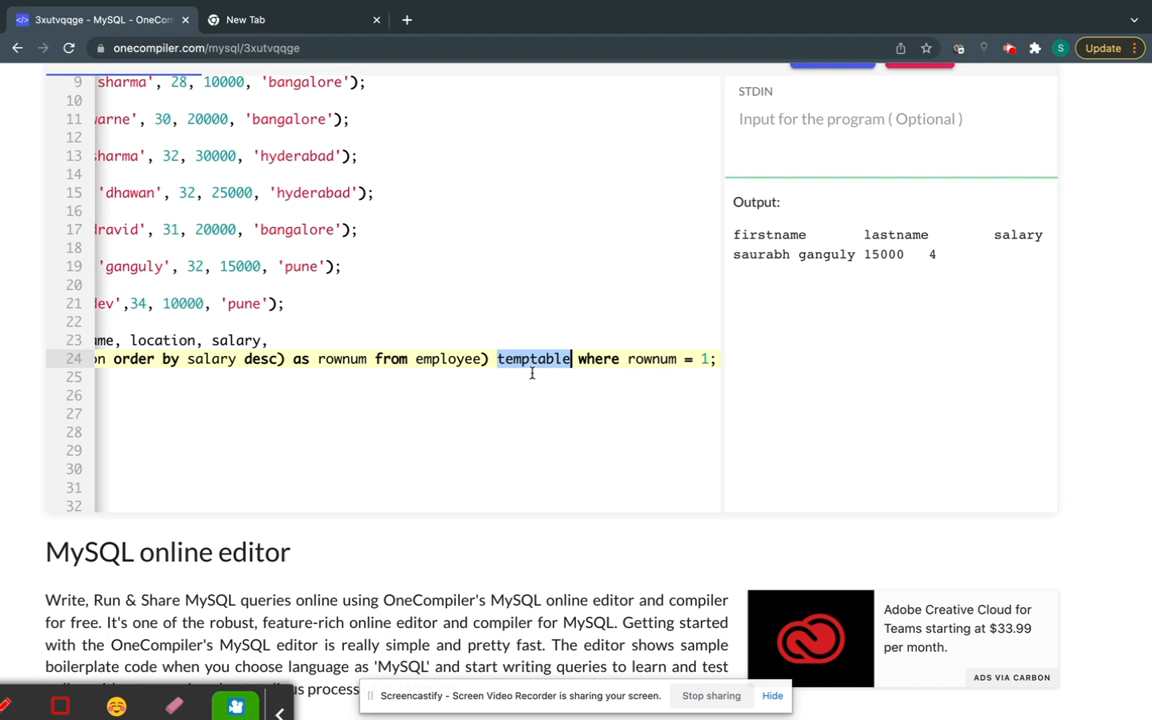 3xutvqqge - MySQL - OneCom
New Tab
onecompiler.com/mysql/3xutvqqge
S
Update
9 sharma', 28, 10000, 'bangalore');
10
11 warne', 30, 20000, 'bangalore');
12
13 sharma', 32, 30000, 'hyderabad');
14
15 'dhawan', 32, 25000, 'hyderabad');
16
17 dravid', 31, 20000, 'bangalore');
18
19 'ganguly', 32, 15000, 'pune');
20
21 dev',34, 10000, 'pune');
22
23 ame, location, salary,
24 on order by salary desc) as rownum from employee) temptable where rownum = 1;
25
26
27
28
29
30
31
32
STDIN
Input for the program ( Optional )
Output:
firstname lastname salary
saurabh ganguly 15000 4
MySQL online editor
Write, Run & Share MySQL queries online using OneCompiler's MySQL online editor and compiler
for free. It's one of the robust, feature-rich online editor and compiler for MySQL. Getting started
with the OneCompiler's MySQL editor is really simple and pretty fast. The editor shows sample
boilerplate code when you choose language as 'MySQL' and start writing queries to learn and test
Adobe Creative Cloud for
Teams starting at $33.99
per month.
ADS VIA CARBON
Screencastify - Screen Video Recorder is sharing your screen.
Stop sharing
Hide